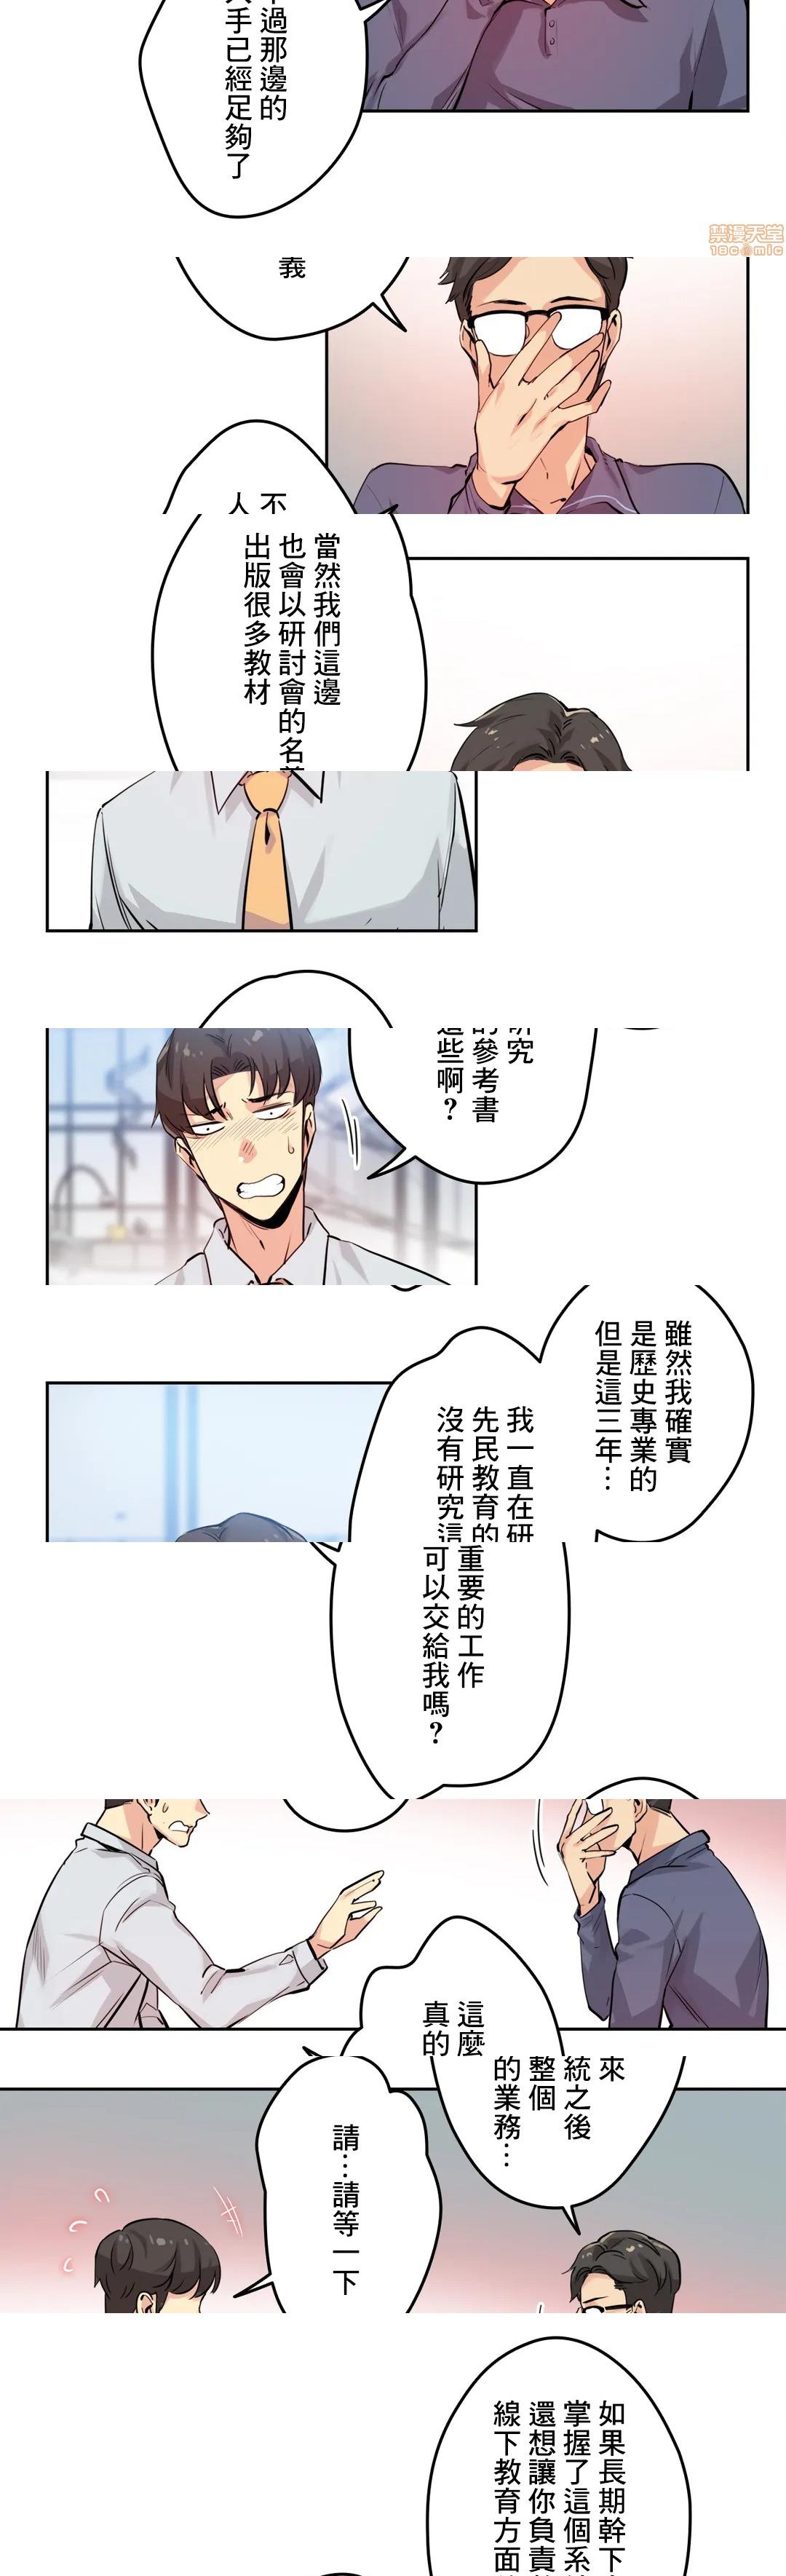 過那邊的
手已經足夠了
禁漫天堂
18comic
義
不
人
當然我們這邊
也會以研討會的名
出版很多教材
究
參考書
這些啊?
雖然我確實
是歷史專業的
但是這三年…
我一直在研
先民教育的
沒有研究這
重要的工作
可以交給我嗎?
這麼
真的
來
統之後
整個
的業務…
請…請等一下
如果長期幹下
掌握了這個系
還想讓你負責
線下教育方面